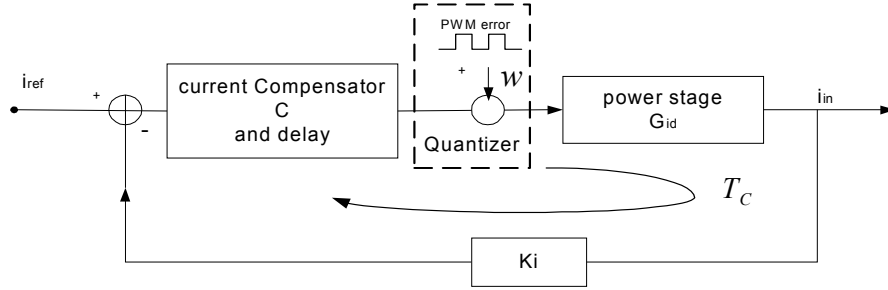 PWM error
iref
+
-
current Compensator
C
and delay
+
w
Quantizer
power stage
Gid
iin
TC
Ki